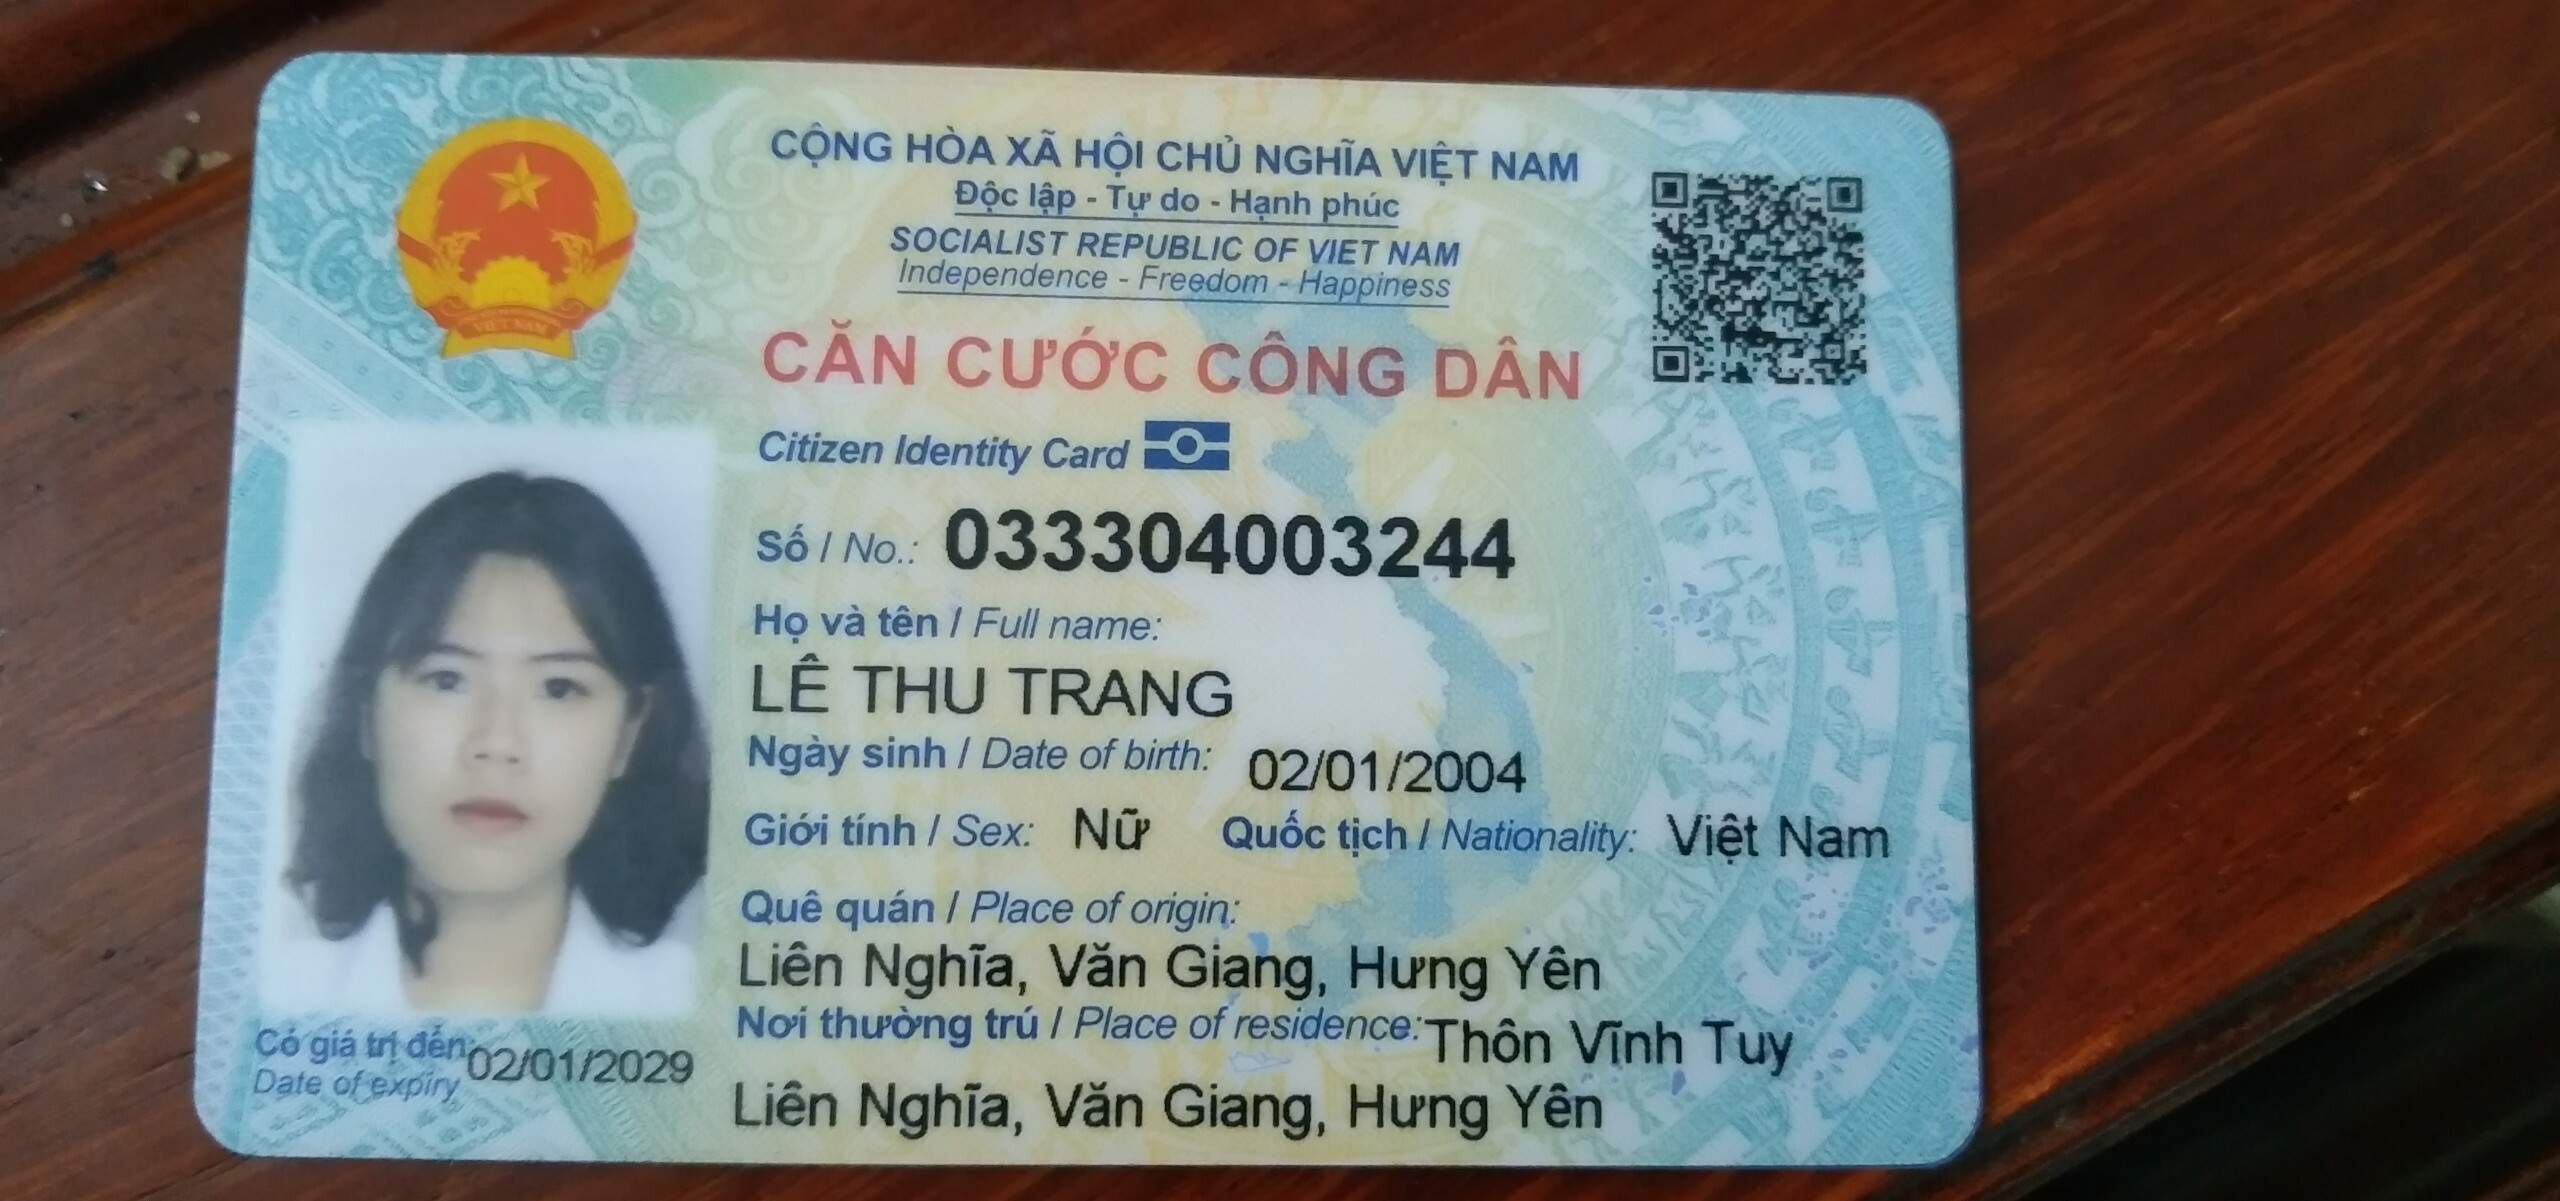 CỘNG HÒA XÃ HỘI CHỦ NGHĨA VIỆT NAM
Độc lập - Tự do - Hạnh phúc
SOCIALIST REPUBLIC OF VIET NAM
Independence - Freedom - Happiness
CĂN CƯỚC CÔNG DÂN
Citizen Identity Card
Số / No.: 033304003244
Họ và tên / Full name:
LÊ THU TRANG
Ngày sinh / Date of birth: 02/01/2004
Giới tính / Sex: Nữ Quốc tịch / Nationality: Việt Nam
Quê quán / Place of origin:
Liên Nghĩa, Văn Giang, Hưng Yên
Nơi thường trú / Place of residence: Thôn Vĩnh Tuy
Liên Nghĩa, Văn Giang, Hưng Yên
Có giá trị đến: 02/01/2029
Date of expiry
VIỆT NAM